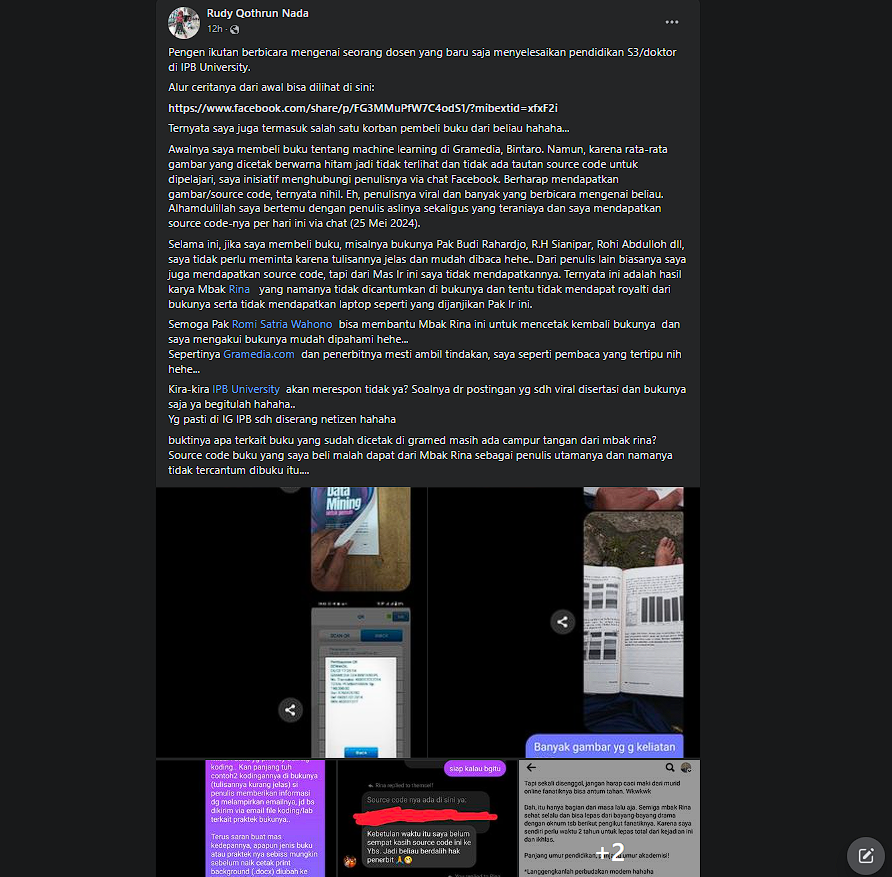 Rudy Qothrun Nada
12h ·
Pengen ikutan berbicara mengenai seorang dosen yang baru saja menyelesaikan pendidikan S3/doktor
di IPB University.
Alur ceritanya dari awal bisa dilihat di sini:
https://www.facebook.com/share/p/FG3MMuPfW7C4odS1/?mibextid=xfxF2i
Ternyata saya juga termasuk salah satu korban pembeli buku dari beliau hahaha...
Awalnya saya membeli buku tentang machine learning di Gramedia, Bintaro. Namun, karena rata-rata
gambar yang dicetak berwarna hitam jadi tidak terlihat dan tidak ada tautan source code untuk
dipelajari, saya inisiatif menghubungi penulisnya via chat Facebook. Berharap mendapatkan
gambar/source code, ternyata nihil. Eh, penulisnya viral dan banyak yang berbicara mengenai beliau.
Alhamdulillah saya bertemu dengan penulis aslinya sekaligus yang teraniaya dan saya mendapatkan
source code-nya per hari ini via chat (25 Mei 2024).
Selama ini, jika saya membeli buku, misalnya bukunya Pak Budi Rahardjo, R.H Sianipar, Rohi Abdulloh dll,
saya tidak perlu meminta karena tulisannya jelas dan mudah dibaca hehe.. Dari penulis lain biasanya saya
juga mendapatkan source code, tapi dari Mas Ir ini saya tidak mendapatkannya. Ternyata ini adalah hasil
karya Mbak Rina yang namanya tidak dicantumkan di bukunya dan tentu tidak mendapat royalti dari
bukunya serta tidak mendapatkan laptop seperti yang dijanjikan Pak Ir ini.
Semoga Pak Romi Satria Wahono bisa membantu Mbak Rina ini untuk mencetak kembali bukunya dan
saya mengakui bukunya mudah dipahami hehe...
Sepertinya Gramedia.com dan penerbitnya mesti ambil tindakan, saya seperti pembaca yang tertipu nih
hehe...
Kira-kira IPB University akan merespon tidak ya? Soalnya dr postingan yg sdh viral disertasi dan bukunya
saja ya begitulah hahaha..
Yg pasti di IG IPB sdh diserang netizen hahaha
buktinya apa terkait buku yang sudah dicetak di gramed masih ada campur tangan dari mbak rina?
Source code buku yang saya beli malah dapat dari Mbak Rina sebagai penulis utamanya dan namanya
tidak tercantum dibuku itu....
Data
Mining
Banyak gambar yg g keliatan
koding.. Kan panjang tuh
contoh2 kodingannya di bukunya
(tulisannya kurang jelas) si
penulis memberikan informasi
dg melampirkan emailnya, jd bs
dikirim via email file koding/lab
terkait praktek bukunya..
Terus saran buat mas
kedepannya, apapun jenis buku
atau praktek nya sebiss mungkin
sebelum naik cetak print
background (.docx) diubah ke
siap kalau bgitu
Rina replied to themself
Source code nya ada di sini ya.
Kebetulan waktu itu saya belum
sempat kasih source code ini ke
Ybs. Jadi beliau berdalih hak
penerbit
Tapi sekali disenggol, jangan harap caci maki dari murid
online fanatiknya bisa antum tahan. Wkwkwk
Dah, itu hanya bagian dari masa lalu aja. Semiga mbak Rina
sehat selalu dan bisa lepas dari bayang-bayang drama
dengan oknum tsb berikut pengikut fanatiknya. Karena saya
sendiri perlu waktu 2 tahun untuk lepas total dari kejadian ini
dan ikhlas.
Panjang umur pendidikan, umur akademisi!
+2
*Langgengkanlah perbudakan modern hahaha